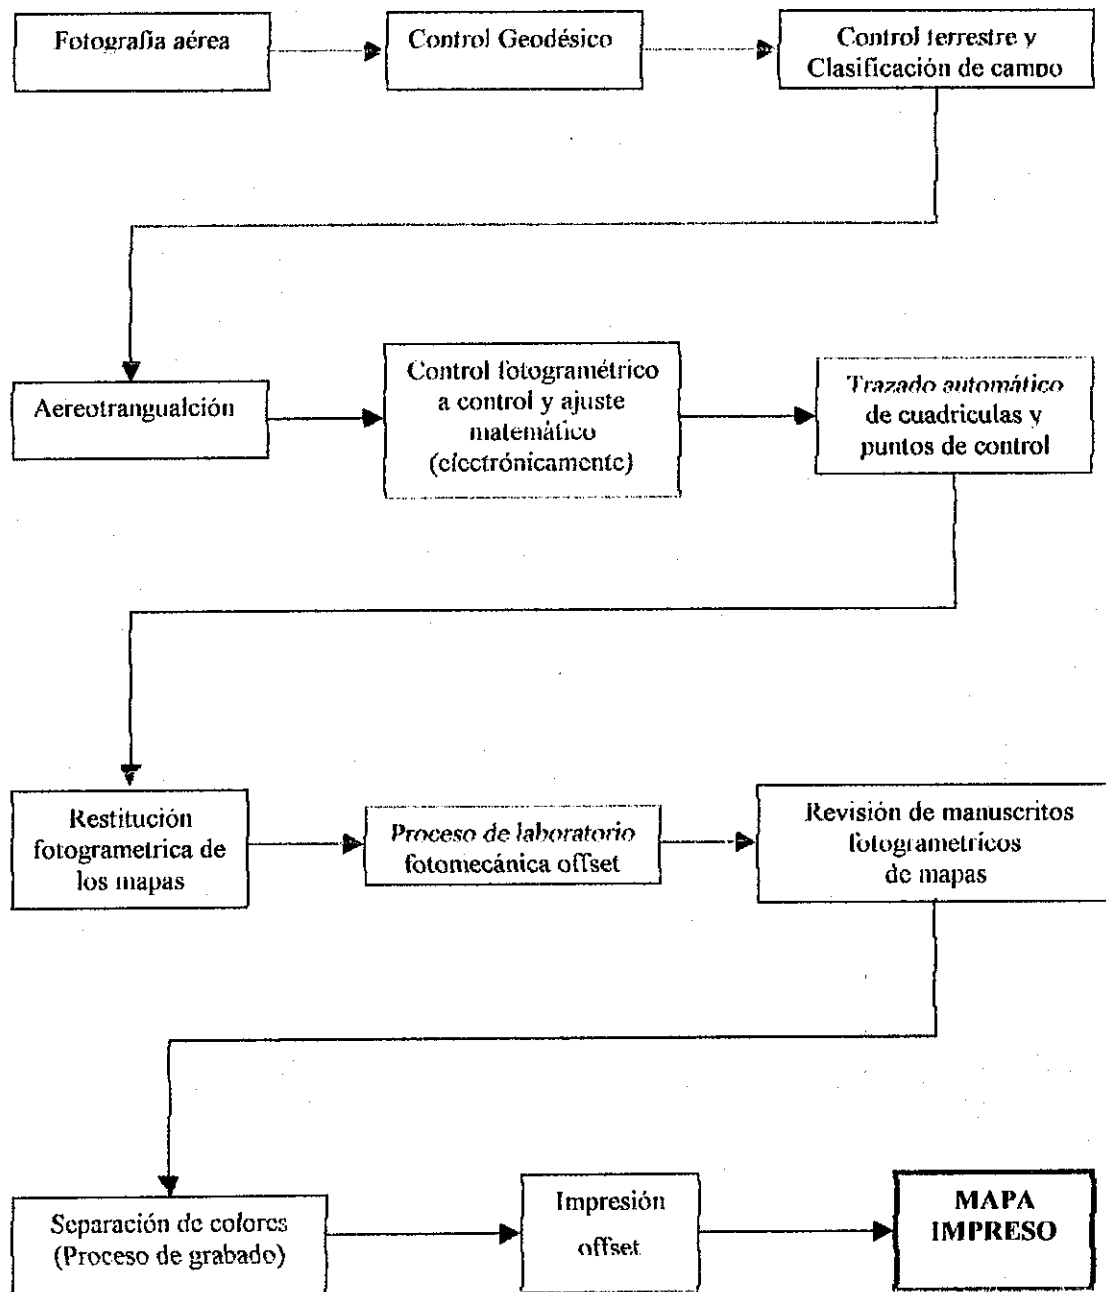 Fotografía aérea
Control Geodésico
Control terrestre y
Clasificación de campo
Aereotrangualción
Control fotogramétrico
a control y ajuste
matemático
(electrónicamente)
Trazado automático
de cuadriculas y
puntos de control
Restitución
fotogrametrica de
los mapas
Proceso de laboratorio
fotomecánica offset
Revisión de manuscritos
fotogrametricos
de mapas
Separación de colores
(Proceso de grabado)
Impresión
offset
MAPA
IMPRESO